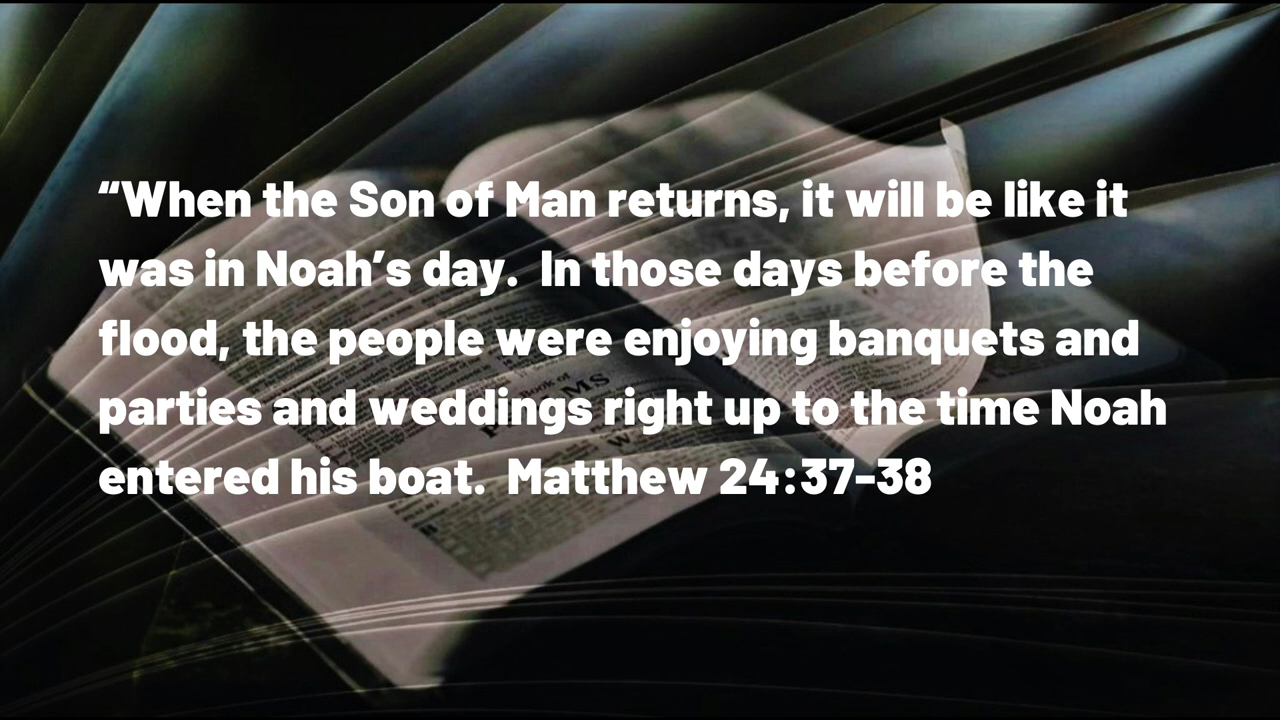 “When the Son of Man returns, it will be like it
was in Noah’s day.  In those days before the
flood, the people were enjoying banquets and
parties and weddings right up to the time Noah
entered his boat.  Matthew 24:37-38
Book of